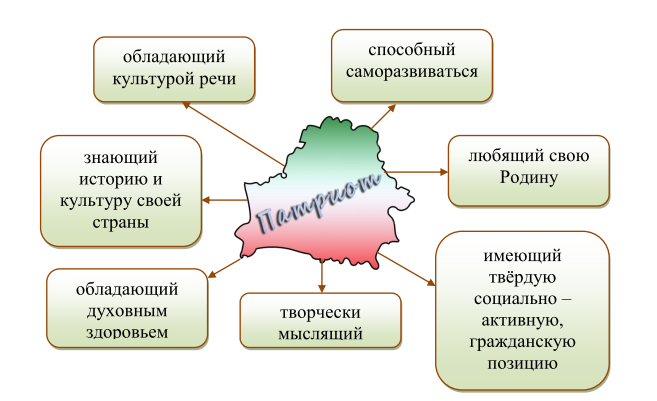 обладающий
культурой речи
способный
саморазвиваться
знающий
историю и
культуру своей
страны
Патриот
любящий свою
Родину
обладающий
духовным
здоровьем
творчески
мыслящий
имеющий
твёрдую
социально –
активную,
гражданскую
позицию